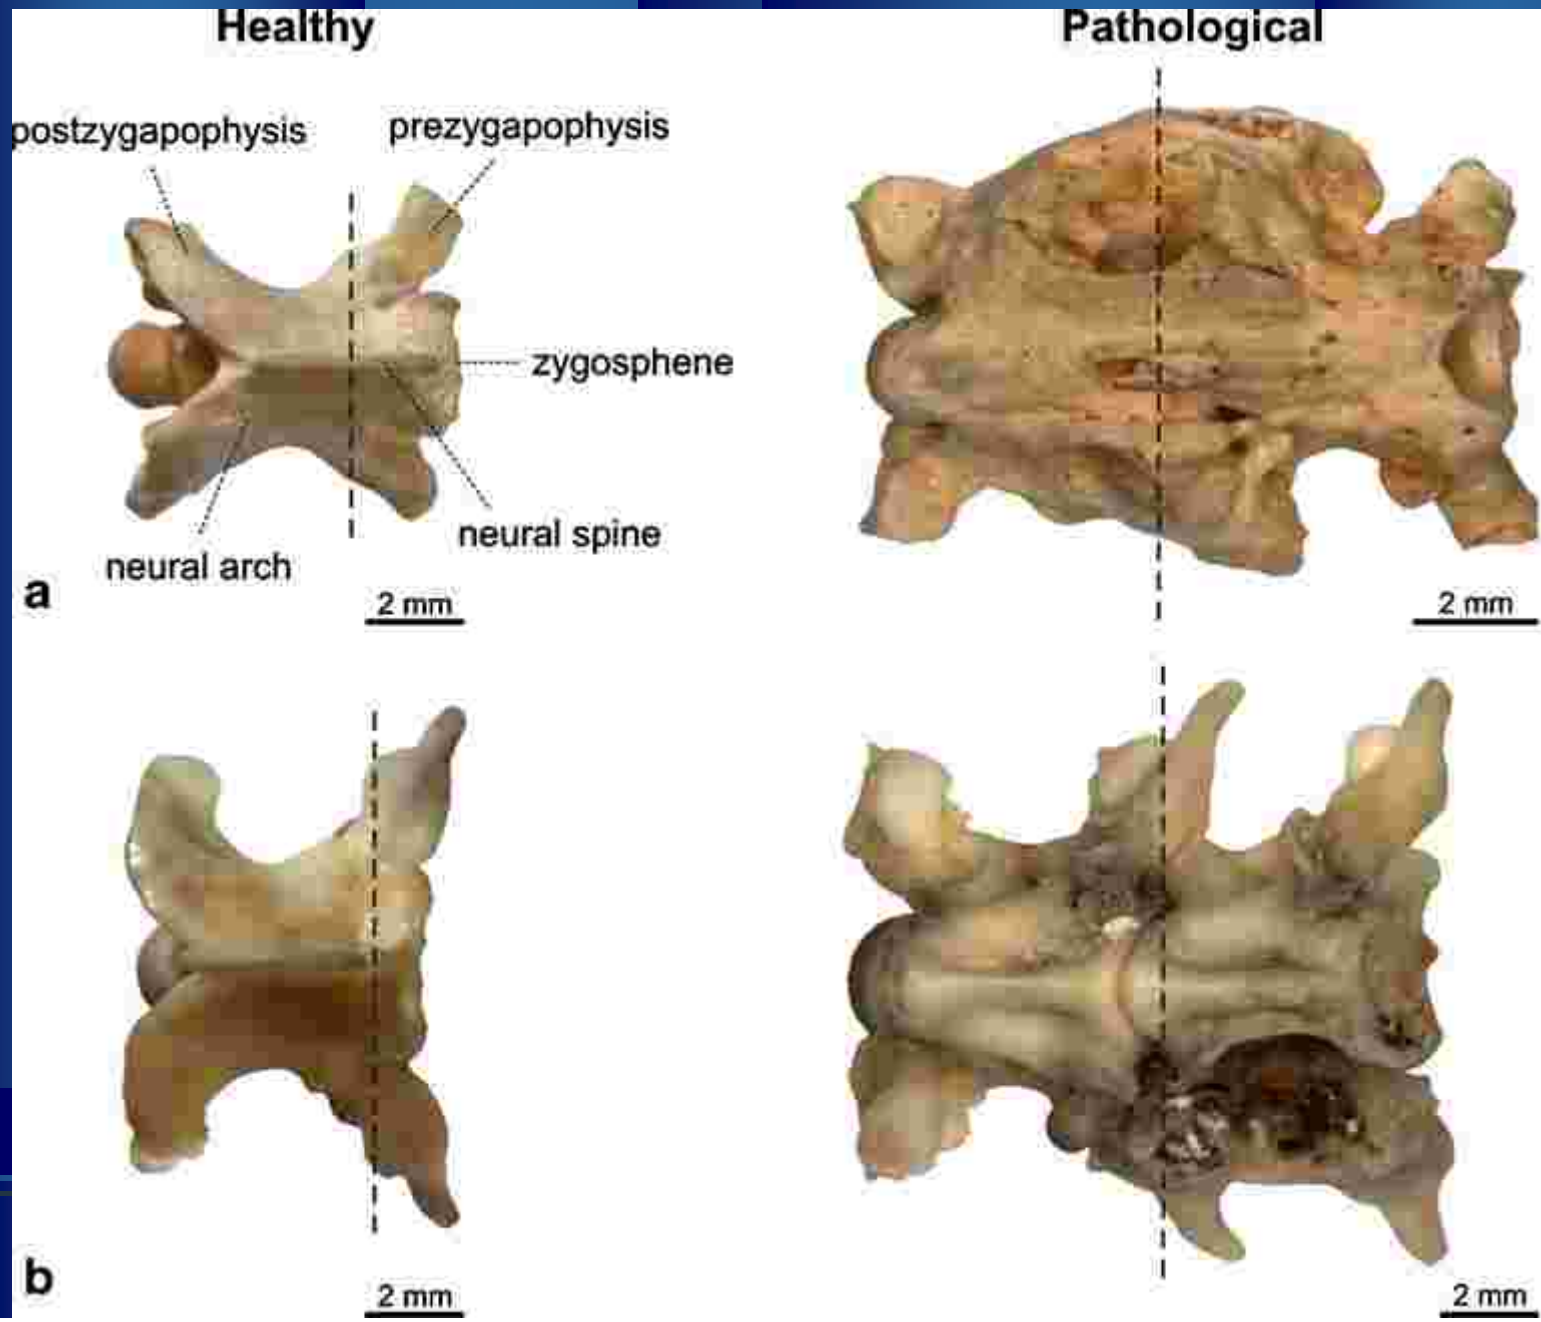 Healthy
Pathological
postzygapophysis
prezygapophysis
zygosphene
neural spine
neural arch
a
2 mm
2 mm
b
2 mm
2 mm